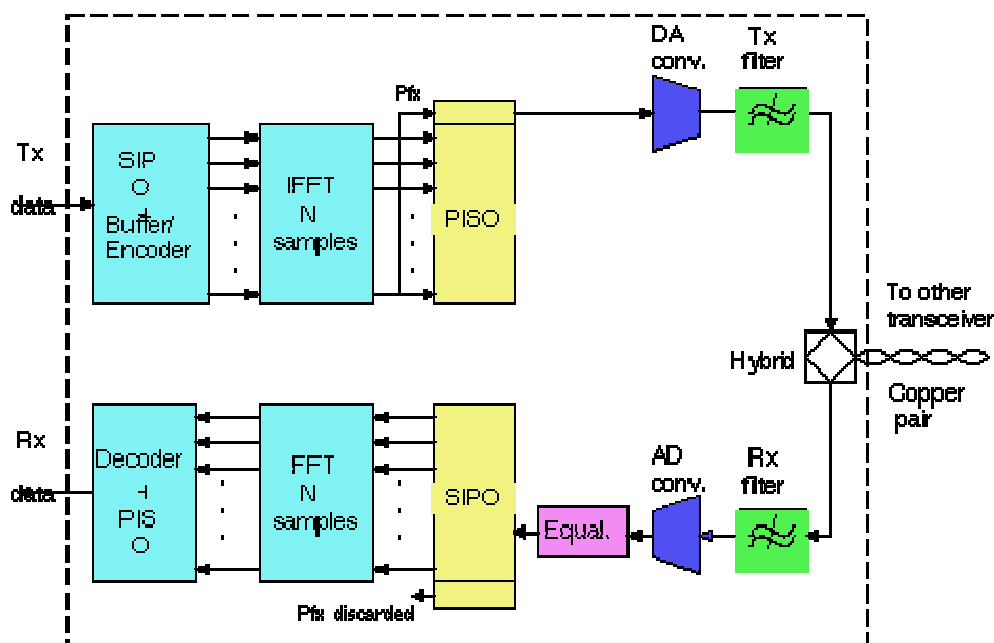 DA
conv.
Tx
filter
Pfx
Tx
data
SIP
O
+
Buffer/
Encoder
IFFT
N
samples
PISO
To other
transceiver
Hybrid
Copper
pair
Rx
data
Decoder
+
PIS
O
FFT
N
samples
SIPO
Equal.
AD
conv.
Rx
filter
Pfx discarded